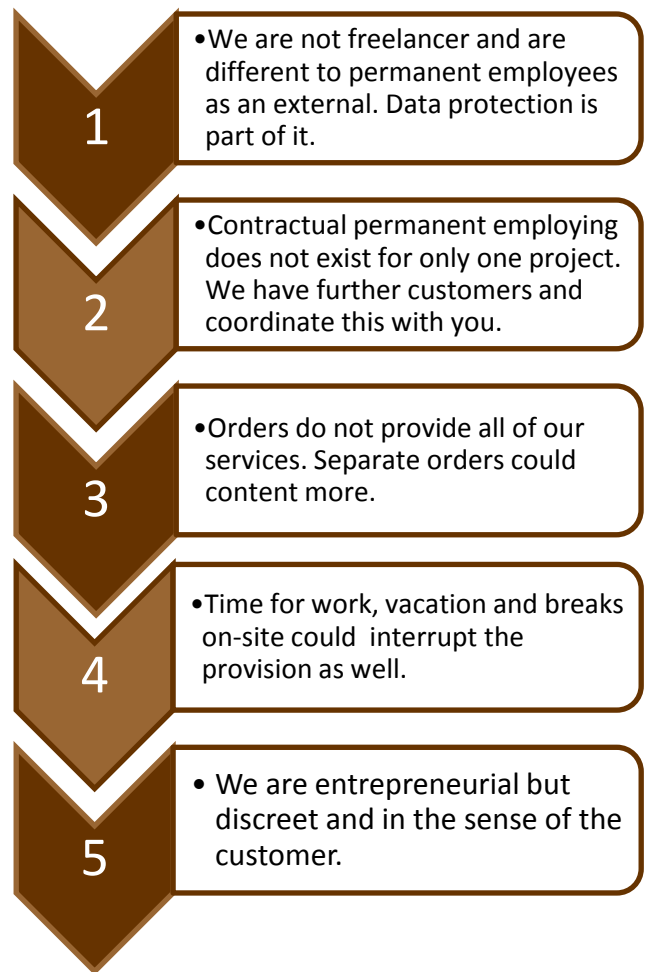 1
•We are not freelancer and are
different to permanent employees
as an external. Data protection is
part of it.
2
•Contractual permanent employing
does not exist for only one project.
We have further customers and
coordinate this with you.
3
•Orders do not provide all of our
services. Separate orders could
content more.
4
•Time for work, vacation and breaks
on-site could  interrupt the
provision as well.
5
• We are entrepreneurial but
discreet and in the sense of the
customer.